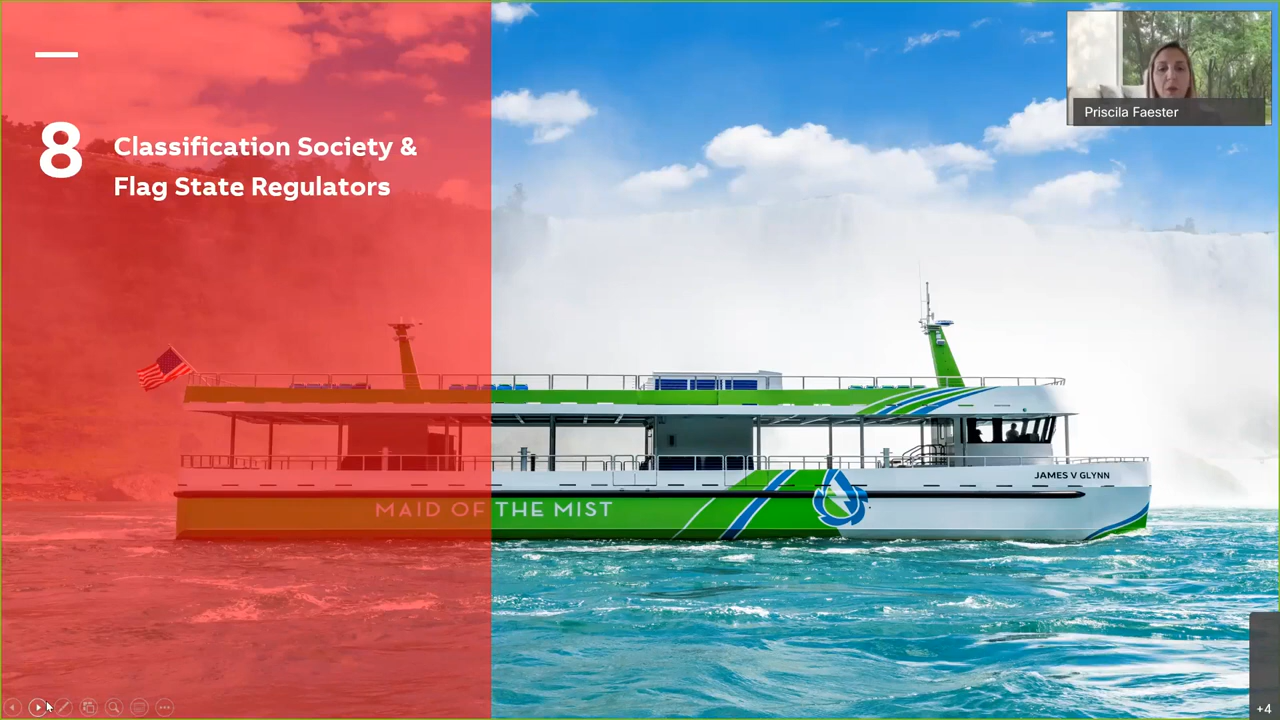 8
Classification Society &
Flag State Regulators
Priscila Faester
JAMES V GLYNN
MAID OF THE MIST
+4